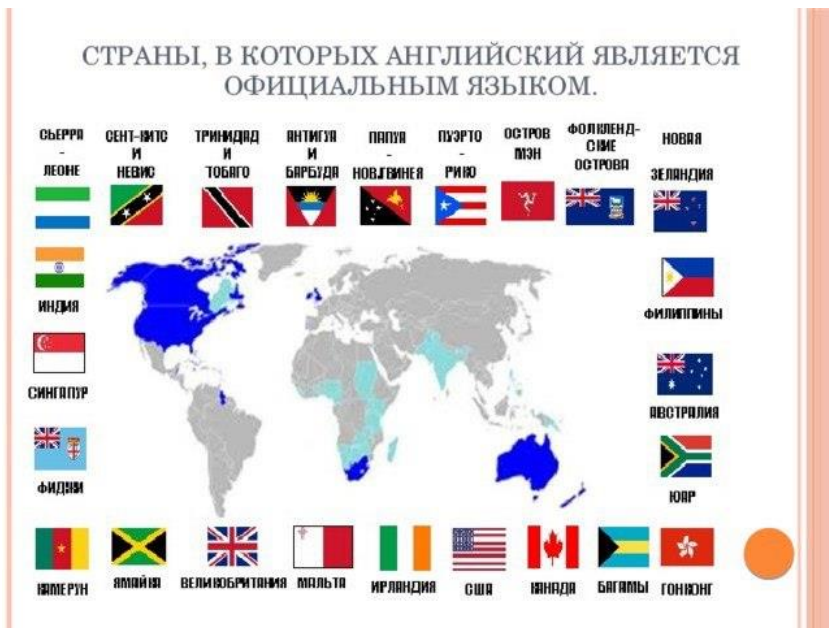 СТРАНЫ, В КОТОРЫХ АНГЛИЙСКИЙ ЯВЛЯЕТСЯ
ОФИЦИАЛЬНЫМ ЯЗЫКОМ.
СЬЕРРА
-
ЛЕОНЕ
СЕНТ-КИТС
И
НЕВИС
ТРИНИДАД
И
ТОБАГО
АНТИГУА
И
БАРБУДА
ПАПУА
-
НОВ.ГВИНЕЯ
ПУЭРТО
-
РИКО
ОСТРОВ
МЭН
ФОЛКЛЕНД-
СКИЕ
ОСТРОВА
НОВАЯ
ЗЕЛАНДИЯ
ИНДИЯ
ФИЛИППИНЫ
СИНГАПУР
АВСТРАЛИЯ
ФИДЖИ
ЮАР
КАМЕРУН
ЯМАЙКА
ВЕЛИКОБРИТАНИЯ
МАЛЬТА
ИРЛАНДИЯ
США
КАНАДА
БАГАМЫ
ГОНКОНГ